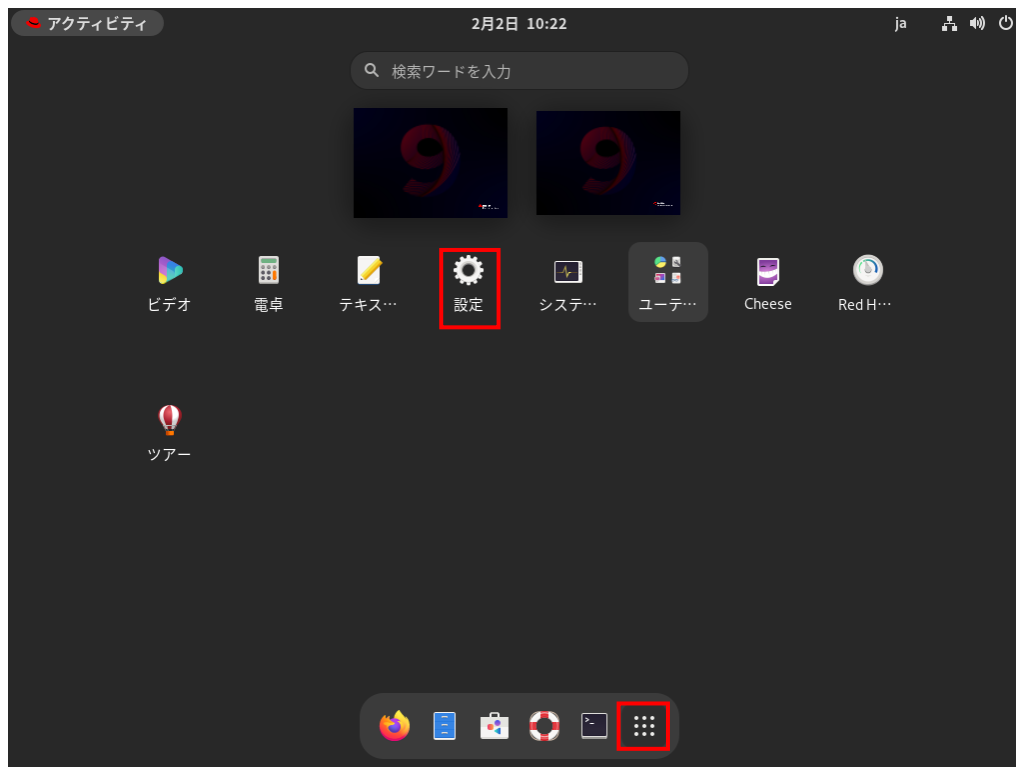 アクティビティ 2月2日 10:22 ja
検索ワードを入力
ビデオ 電卓 テキス… 設定 システ… ユーテ… Cheese Red H…
ツアー